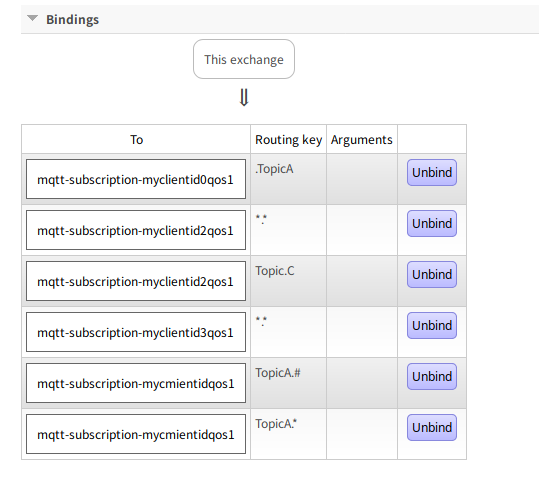 Bindings
This exchange
⇓
To Routing key Arguments
mqtt-subscription-myclientid0qos1 .TopicA Unbind
mqtt-subscription-myclientid2qos1 *.* Unbind
mqtt-subscription-myclientid2qos1 Topic.C Unbind
mqtt-subscription-myclientid3qos1 *.* Unbind
mqtt-subscription-mycmientidqos1 TopicA.# Unbind
mqtt-subscription-mycmientidqos1 TopicA.* Unbind